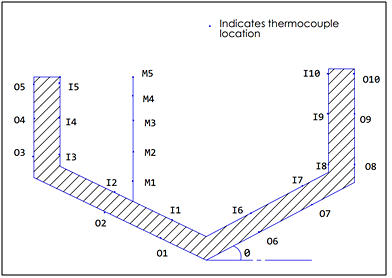 Indicates thermocouple
location
M5
I10
O10
O5
I5
M4
O4
I4
M3
I9
O9
O3
I3
M2
I8
O8
M1
I7
I2
O2
I1
I6
O7
O1
O6
θ